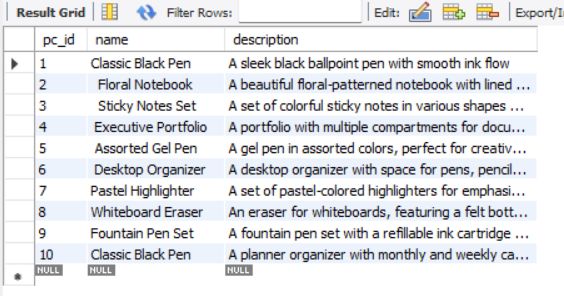 Result Grid Filter Rows: Edit: Export/I
pc_id name description
1 Classic Black Pen A sleek black ballpoint pen with smooth ink flow
2 Floral Notebook A beautiful floral-patterned notebook with lined ...
3 Sticky Notes Set A set of colorful sticky notes in various shapes ...
4 Executive Portfolio A portfolio with multiple compartments for docu...
5 Assorted Gel Pen A gel pen in assorted colors, perfect for creativ...
6 Desktop Organizer A desktop organizer with space for pens, pencil...
7 Pastel Highlighter A set of pastel-colored highlighters for emphasi...
8 Whiteboard Eraser An eraser for whiteboards, featuring a felt bott...
9 Fountain Pen Set A fountain pen set with a refillable ink cartridge ...
10 Classic Black Pen A planner organizer with monthly and weekly ca...
NULL NULL NULL